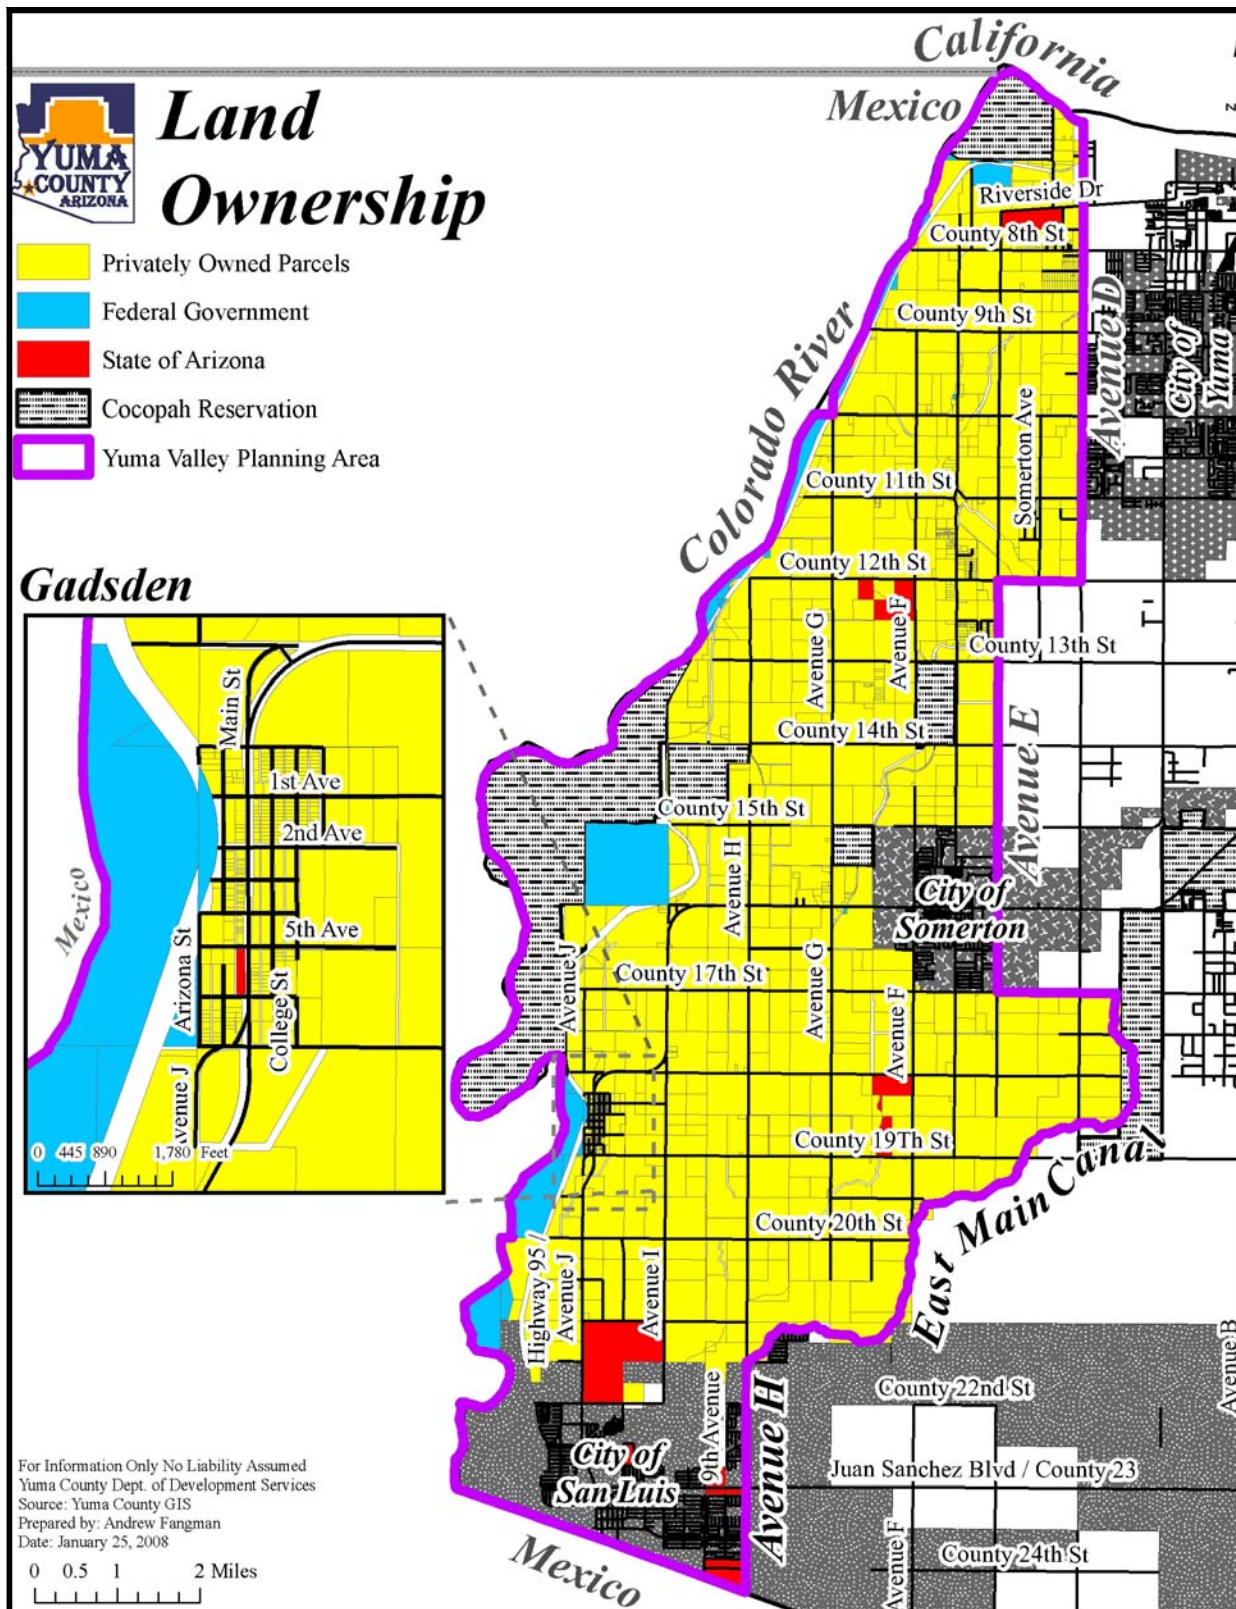 California
Mexico
Land
Ownership
YUMA
COUNTY
ARIZONA
Privately Owned Parcels
Federal Government
State of Arizona
Cocopah Reservation
Yuma Valley Planning Area
z
Riverside Dr
County 8th St
County 9th St
Colorado River
Avenue D
City of
Yuma
Somerton Ave
County 11th St
County 12th St
Avenue G
Avenue F
County 13th St
County 14th St
Avenue E
County 15th St
Avenue H
City of
Somerton
Avenue J
County 17th St
Avenue G
Avenue F
County 19Th St
East Main Canal
County 20th St
Highway 95 /
Avenue J
Avenue I
Avenue B
County 22nd St
9th Avenue
Avenue H
City of
San Luis
Juan Sanchez Blvd / County 23
Avenue F
County 24th St
Mexico
Gadsden
Main St
1st Ave
2nd Ave
Mexico
5th Ave
Arizona St
College St
Avenue J
0 445 890 1,780 Feet
For Information Only No Liability Assumed
Yuma County Dept. of Development Services
Source: Yuma County GIS
Prepared by: Andrew Fangman
Date: January 25, 2008
0 0.5 1 2 Miles